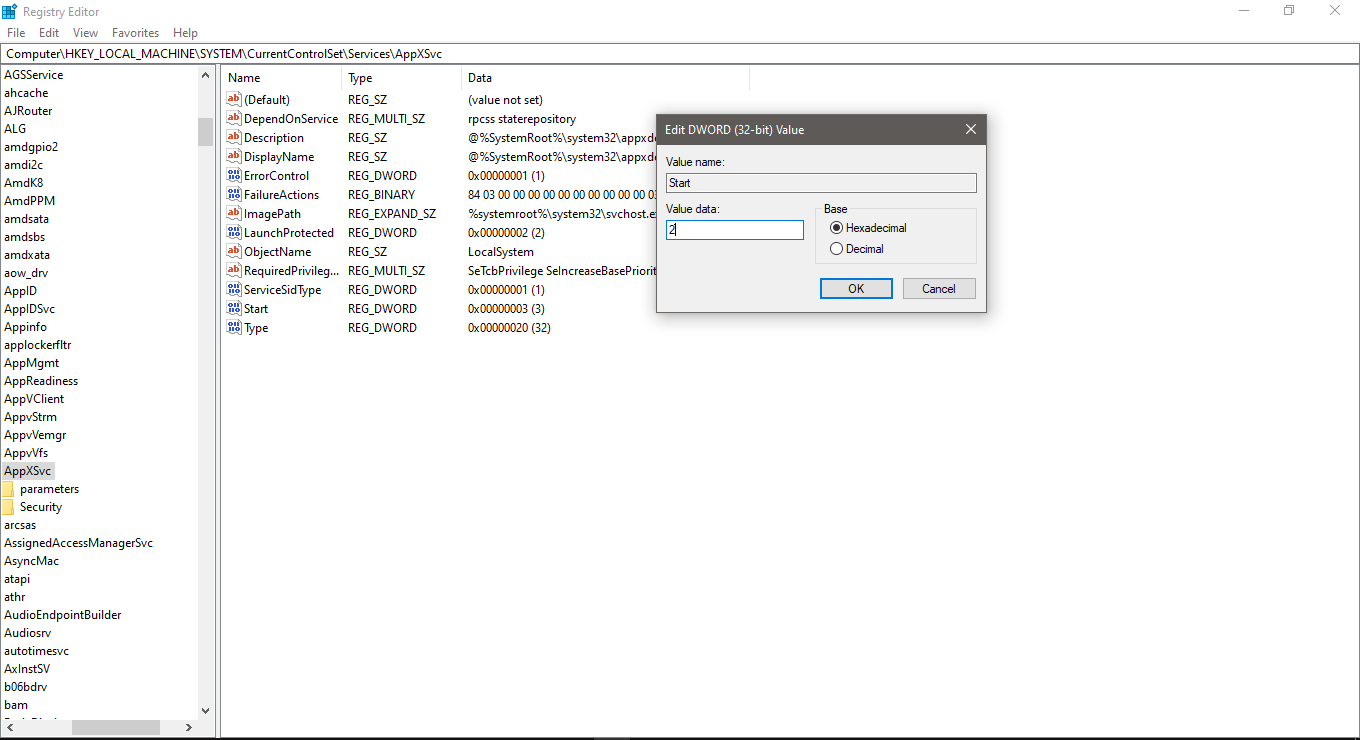 Registry Editor
File Edit View Favorites Help
Computer\HKEY_LOCAL_MACHINE\SYSTEM\CurrentControlSet\Services\AppXSvc
AGSService
ahcache
AJRouter
ALG
amdgpio2
amdi2c
AmdK8
AmdPPM
amdsata
amdsbs
amdxata
aow_drv
AppID
AppIDSvc
Appinfo
applockerfltr
AppMgmt
AppReadiness
AppVClient
AppvStrm
AppvVemgr
AppvVfs
AppXSvc
parameters
Security
arcsas
AssignedAccessManagerSvc
AsyncMac
atapi
athr
AudioEndpointBuilder
Audiosrv
autotimesvc
AxInstSV
b06bdrv
bam
Name Type Data
(Default) REG_SZ (value not set)
DependOnService REG_MULTI_SZ rpcss staterepository
Description REG_SZ @%SystemRoot%\system32\appxde
DisplayName REG_SZ @%SystemRoot%\system32\appxde
ErrorControl REG_DWORD 0x00000001 (1)
FailureActions REG_BINARY 84 03 00 00 00 00 00 00 00 00 00 00 03
ImagePath REG_EXPAND_SZ %systemroot%\system32\svchost.ex
LaunchProtected REG_DWORD 0x00000002 (2)
ObjectName REG_SZ LocalSystem
RequiredPrivileg... REG_MULTI_SZ SeTcbPrivilege SeIncreaseBasePriorit
ServiceSidType REG_DWORD 0x00000001 (1)
Start REG_DWORD 0x00000003 (3)
Type REG_DWORD 0x00000020 (32)
Edit DWORD (32-bit) Value
Value name:
Start
Value data:
2
Base
Hexadecimal
Decimal
OK Cancel